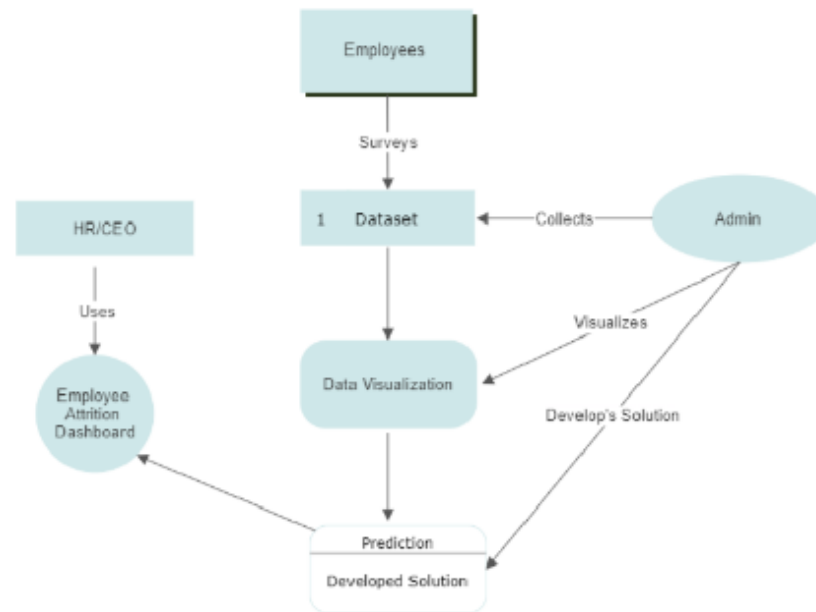 Employees
Surveys
1 Dataset
Collects
Admin
HR/CEO
Uses
Visualizes
Data Visualization
Employee
Attrition
Dashboard
Develop's Solution
Prediction
Developed Solution